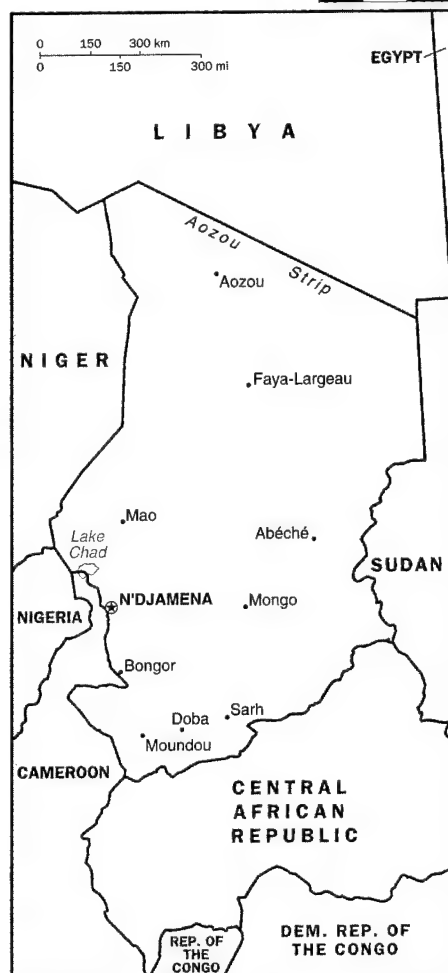 0 150 300 km
0 150 300 mi
EGYPT
LIBYA
Aozou
Strip
Aozou
NIGER
Faya-Largeau
Mao
Lake
Chad
Abéché
SUDAN
N'DJAMENA
Mongo
NIGERIA
Bongor
Sarh
Doba
Moundou
CAMEROON
CENTRAL
AFRICAN
REPUBLIC
REP. OF
THE
CONGO
DEM. REP. OF
THE CONGO